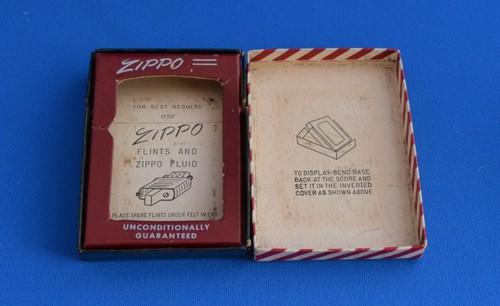 ZIPPO
FOR BEST RESULTS
USE
ZIPPO
FLINTS AND
ZIPPO FLUID
PLACE SPARE FLINTS UNDER FELT IN END
UNCONDITIONALLY
GUARANTEED
TO DISPLAY-BEND BASE
BACK AT THE SCORE AND
SET IT IN THE INVERTED
COVER AS SHOWN ABOVE